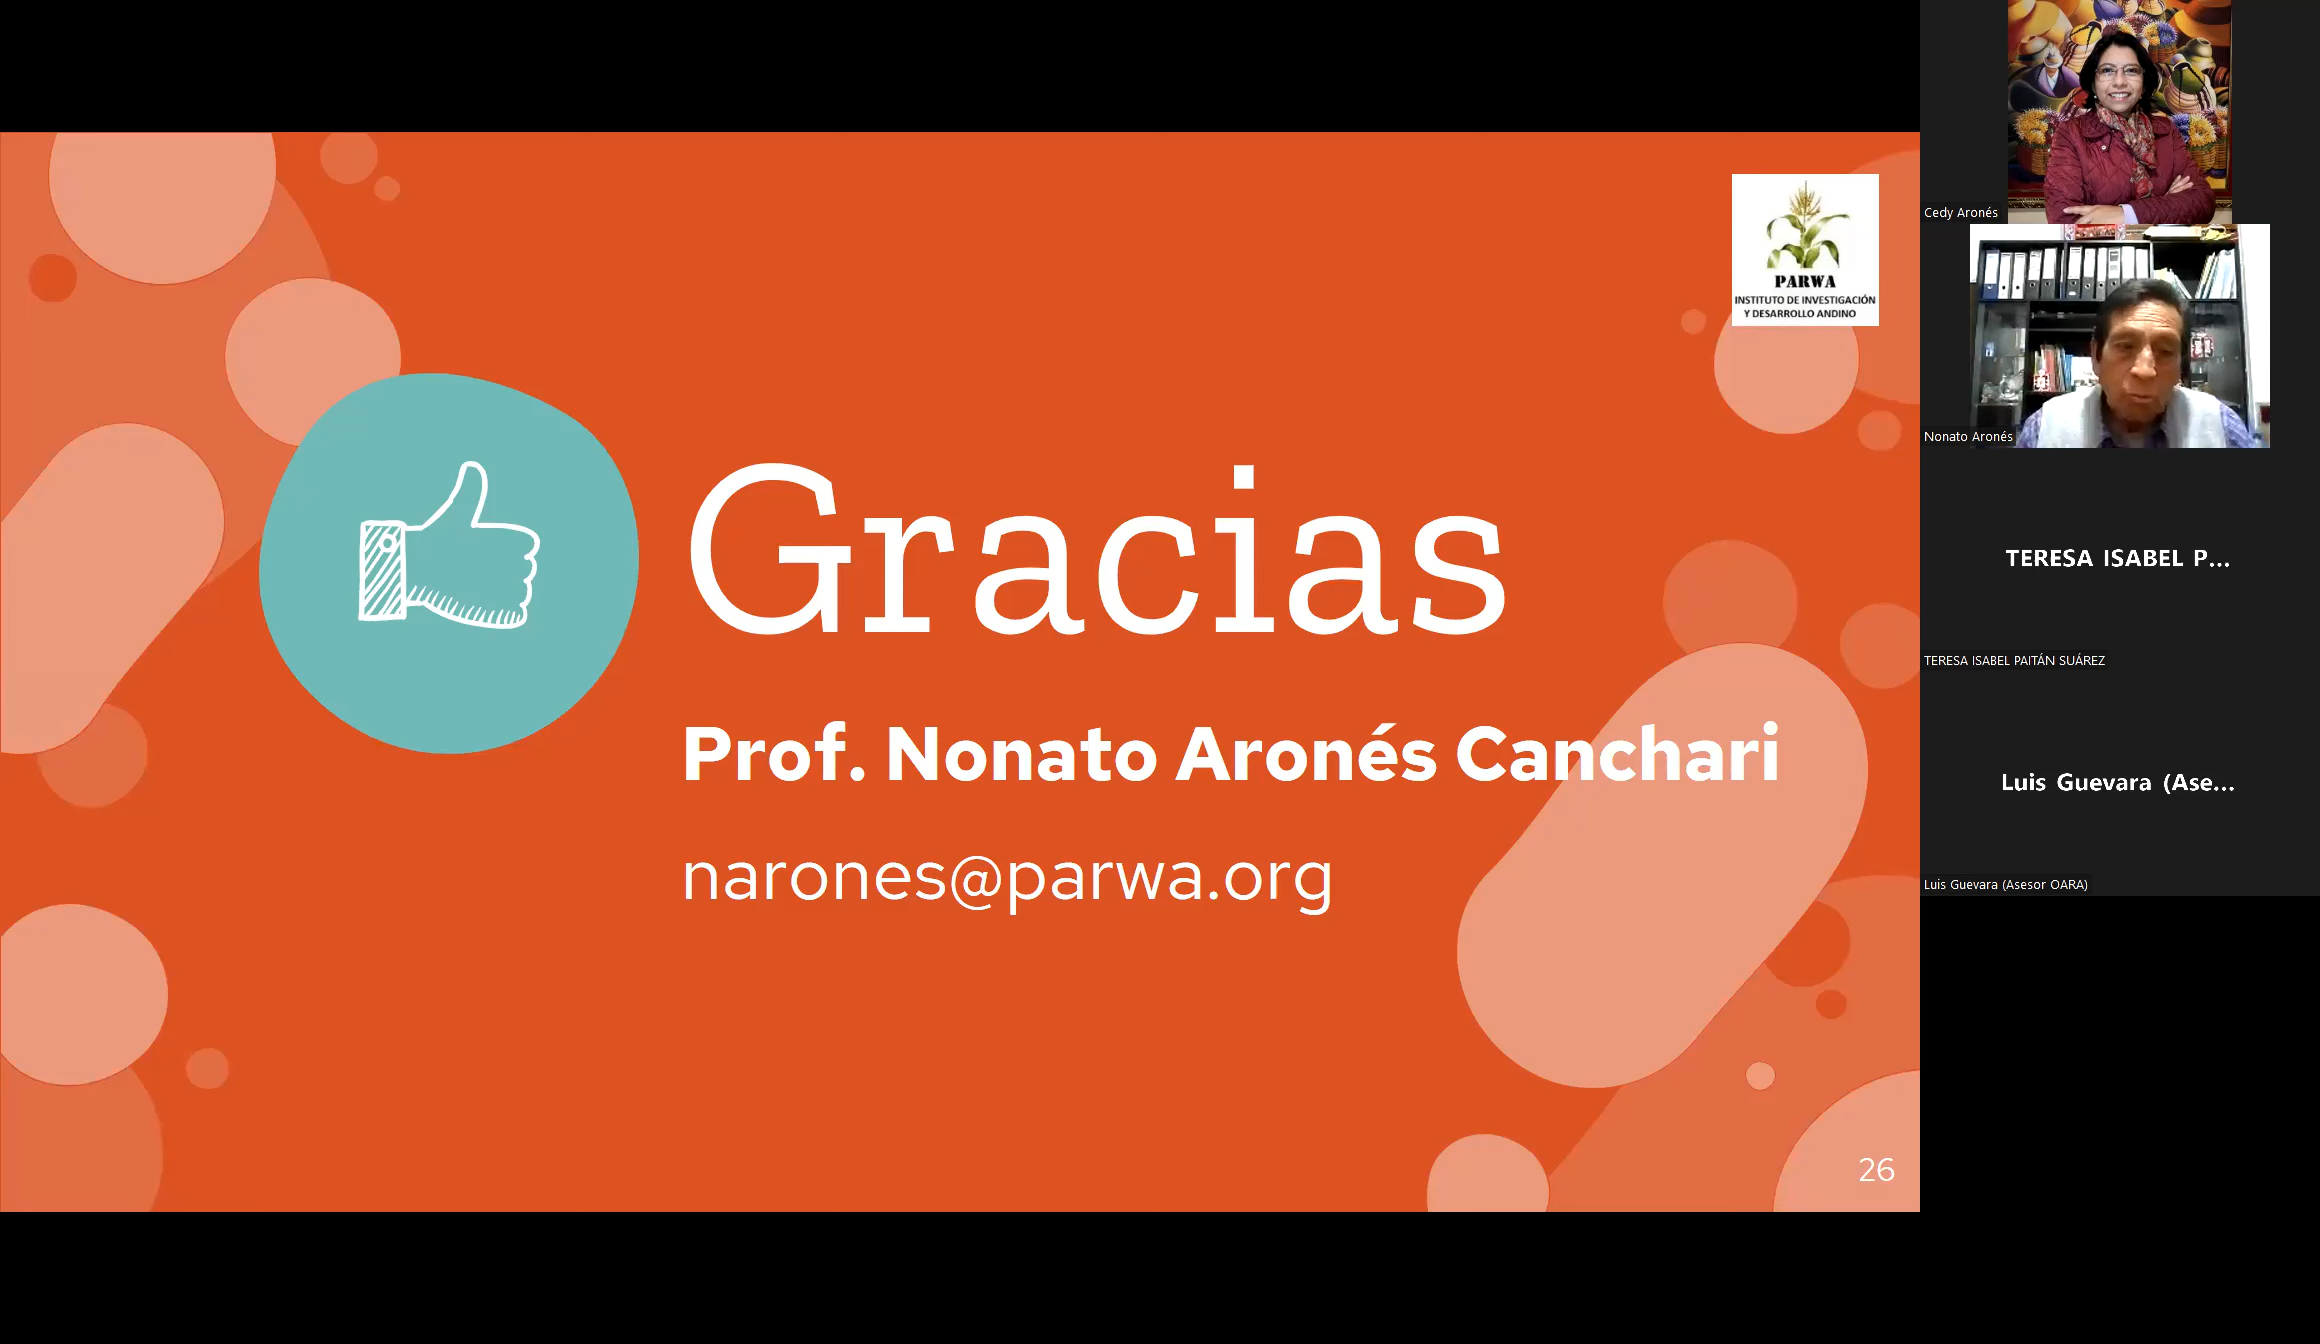 PARWA
INSTITUTO DE INVESTIGACIÓN
Y DESARROLLO ANDINO
Gracias
Prof. Nonato Aronés Canchari
narones@parwa.org
26
Cedy Aronés
Nonato Aronés
TERESA ISABEL P...
TERESA ISABEL PAITÁN SUÁREZ
Luis Guevara (Ase...
Luis Guevara (Asesor OARA)